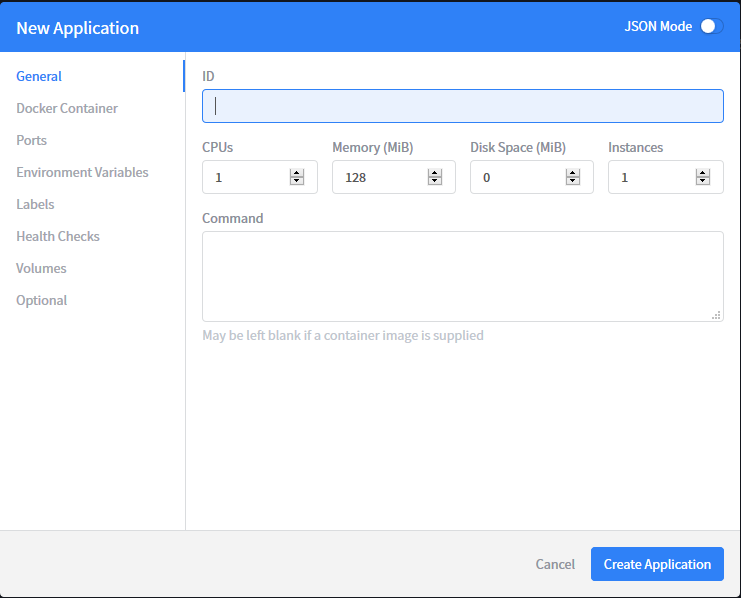 New Application
JSON Mode
General
Docker Container
Ports
Environment Variables
Labels
Health Checks
Volumes
Optional
ID
CPUs Memory (MiB) Disk Space (MiB) Instances
1 128 0 1
Command
May be left blank if a container image is supplied
Cancel Create Application